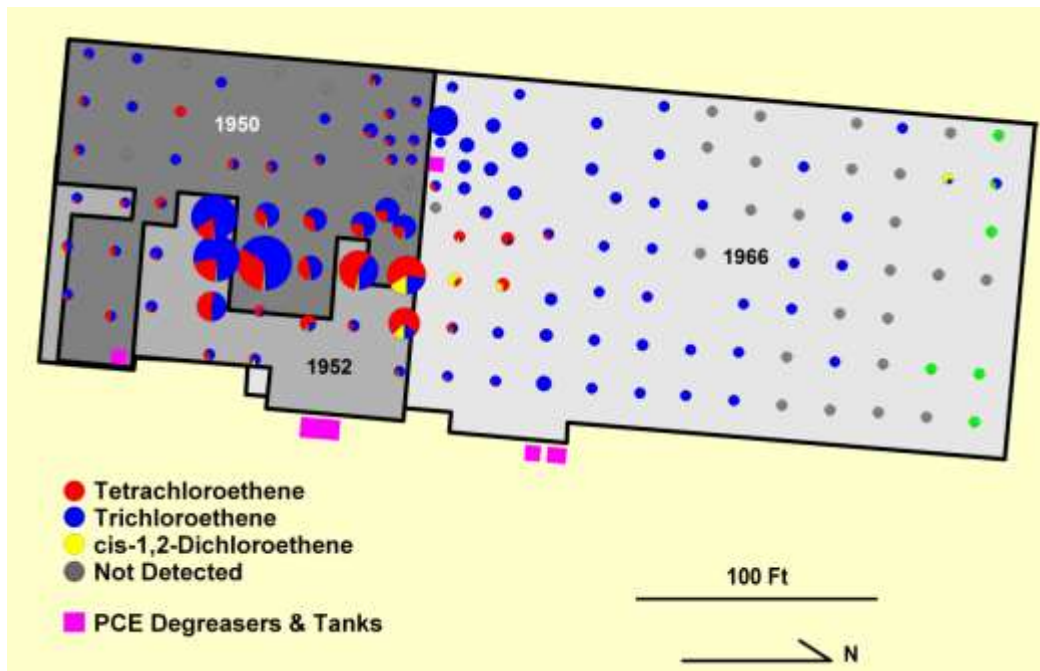 1950
1966
1952
Tetrachloroethene
Trichloroethene
cis-1,2-Dichloroethene
Not Detected
PCE Degreasers & Tanks
100 Ft
N